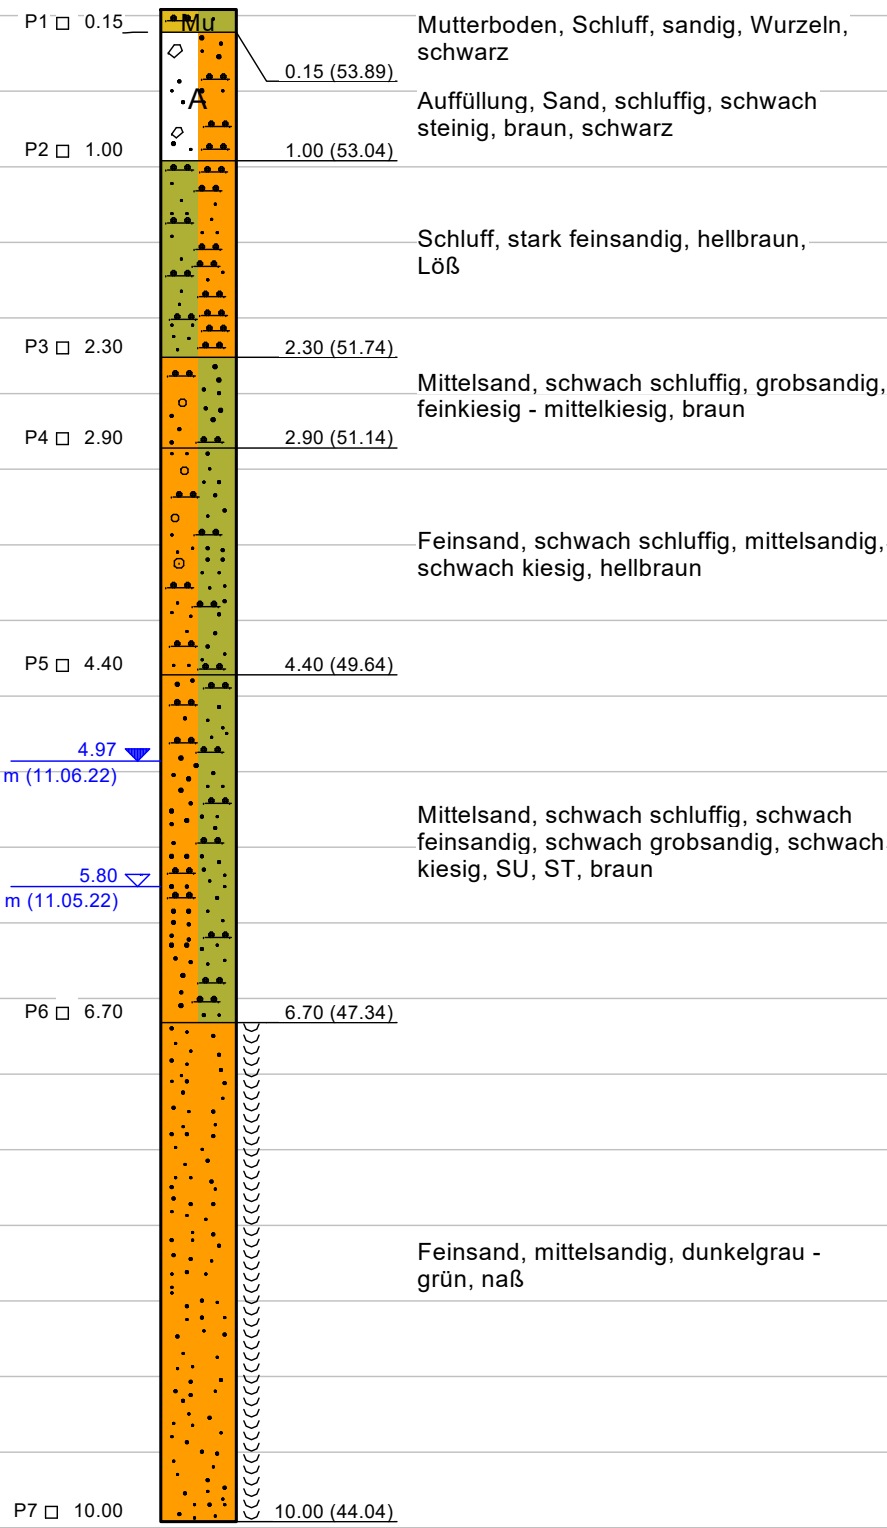 P1 0.15
Mu
Mutterboden, Schluff, sandig, Wurzeln,
schwarz
0.15 (53.89)
A
Auffüllung, Sand, schluffig, schwach
steinig, braun, schwarz
P2 1.00
1.00 (53.04)
Schluff, stark feinsandig, hellbraun,
Löß
P3 2.30
2.30 (51.74)
Mittelsand, schwach schluffig, grobsandig,
feinkiesig - mittelkiesig, braun
P4 2.90
2.90 (51.14)
Feinsand, schwach schluffig, mittelsandig,
schwach kiesig, hellbraun
P5 4.40
4.40 (49.64)
4.97
m (11.06.22)
Mittelsand, schwach schluffig, schwach
feinsandig, schwach grobsandig, schwach
kiesig, SU, ST, braun
5.80
m (11.05.22)
P6 6.70
6.70 (47.34)
Feinsand, mittelsandig, dunkelgrau -
grün, naß
P7 10.00
10.00 (44.04)